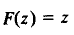 F(z) = z